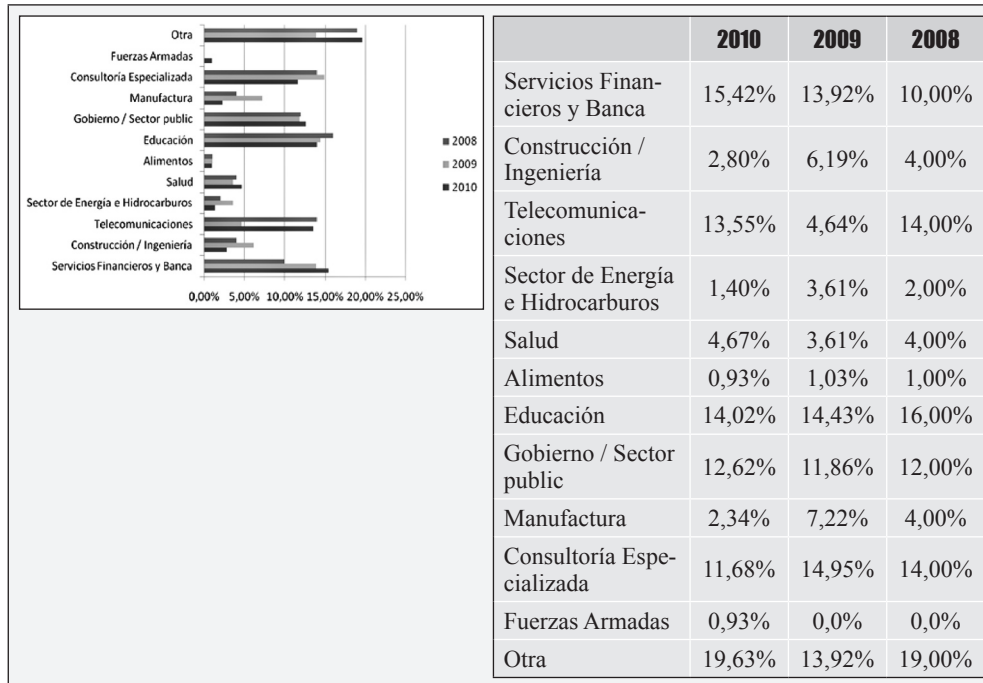 Otra
Fuerzas Armadas
Consultoría Especializada
Manufactura
Gobierno / Sector public
Educación
Alimentos
Salud
Sector de Energía e Hidrocarburos
Telecomunicaciones
Construcción / Ingeniería
Servicios Financieros y Banca
0,00% 5,00% 10,00% 15,00% 20,00% 25,00%
2008
2009
2010
2010 2009 2008
Servicios Finan-
cieros y Banca 15,42% 13,92% 10,00%
Construcción /
Ingeniería 2,80% 6,19% 4,00%
Telecomunica-
ciones 13,55% 4,64% 14,00%
Sector de Energía
e Hidrocarburos 1,40% 3,61% 2,00%
Salud 4,67% 3,61% 4,00%
Alimentos 0,93% 1,03% 1,00%
Educación 14,02% 14,43% 16,00%
Gobierno / Sector
public 12,62% 11,86% 12,00%
Manufactura 2,34% 7,22% 4,00%
Consultoría Espe-
cializada 11,68% 14,95% 14,00%
Fuerzas Armadas 0,93% 0,0% 0,0%
Otra 19,63% 13,92% 19,00%